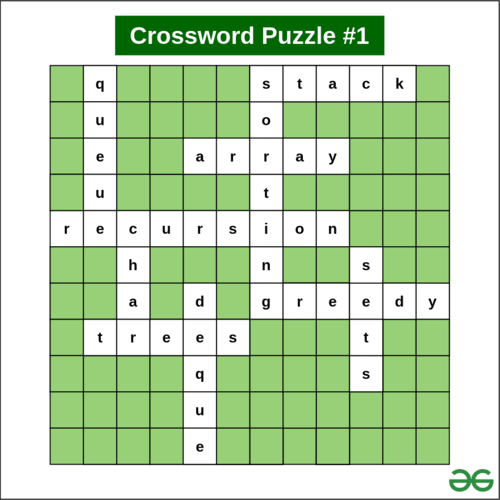 Crossword Puzzle #1
q s t a c k
u o
e a r r a y
u t
r e c u r s i o n
h n s
a d g r e e d y
t r e e s t
q s
u
e